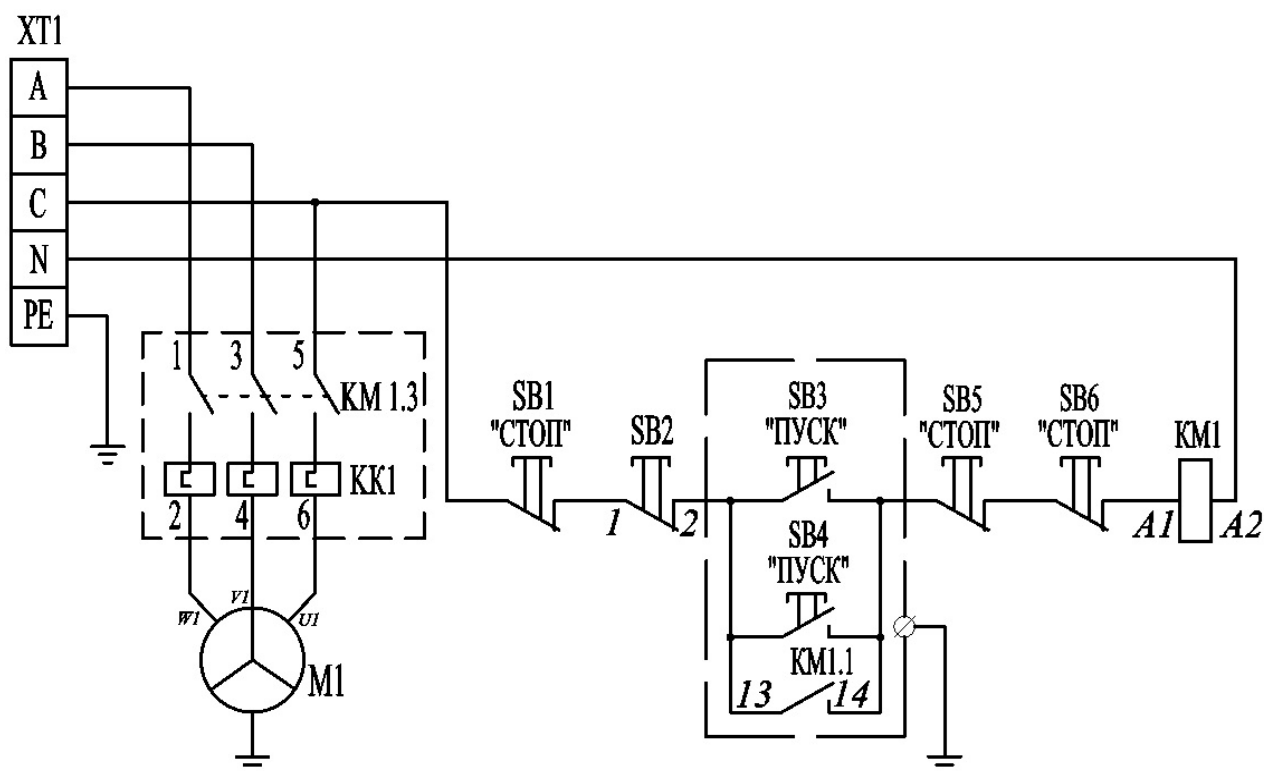 XT1
A
B
C
N
PE
1
3
5
KM 1.3
KK1
2
4
6
W1
V1
U1
M1
SB1
"СТОП"
SB2
1
2
SB3
"ПУСК"
SB4
"ПУСК"
KM1.1
13
14
SB5
"СТОП"
SB6
"СТОП"
KM1
A1
A2